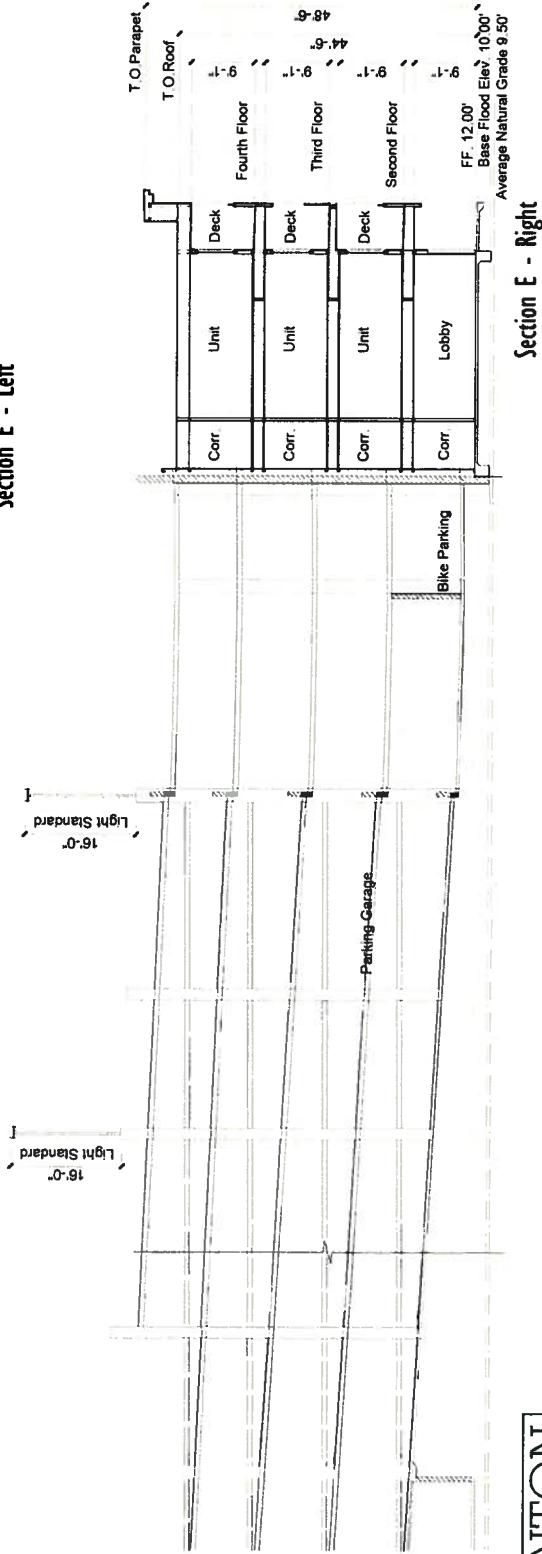 Section E - Left
T.O.Parapet
T.O.Roof
48'-6"
44'-6"
9'-1"
9'-1"
9'-1"
9'-1"
Fourth Floor
Third Floor
Second Floor
FF. 12.00'
Base Flood Elev. 10.00'
Average Natural Grade 9.50'
Deck
Deck
Deck
Unit
Unit
Unit
Lobby
Corr.
Corr.
Corr.
Corr.
Bike Parking
16'-0"
Light Standard
16'-0"
Light Standard
Parking Garage
Section E - Right
NTON